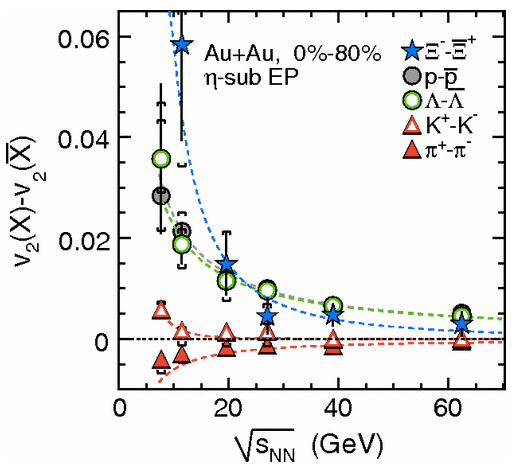 Au+Au, 0%-80%
η-sub EP
Ξ⁻-Ξ̅⁺
p-p̅
Λ-Λ̅
K⁺-K⁻
π⁺-π⁻
v₂(X)-v₂(X̅)
0.06
0.04
0.02
0
0 20 40 60
√sNN (GeV)